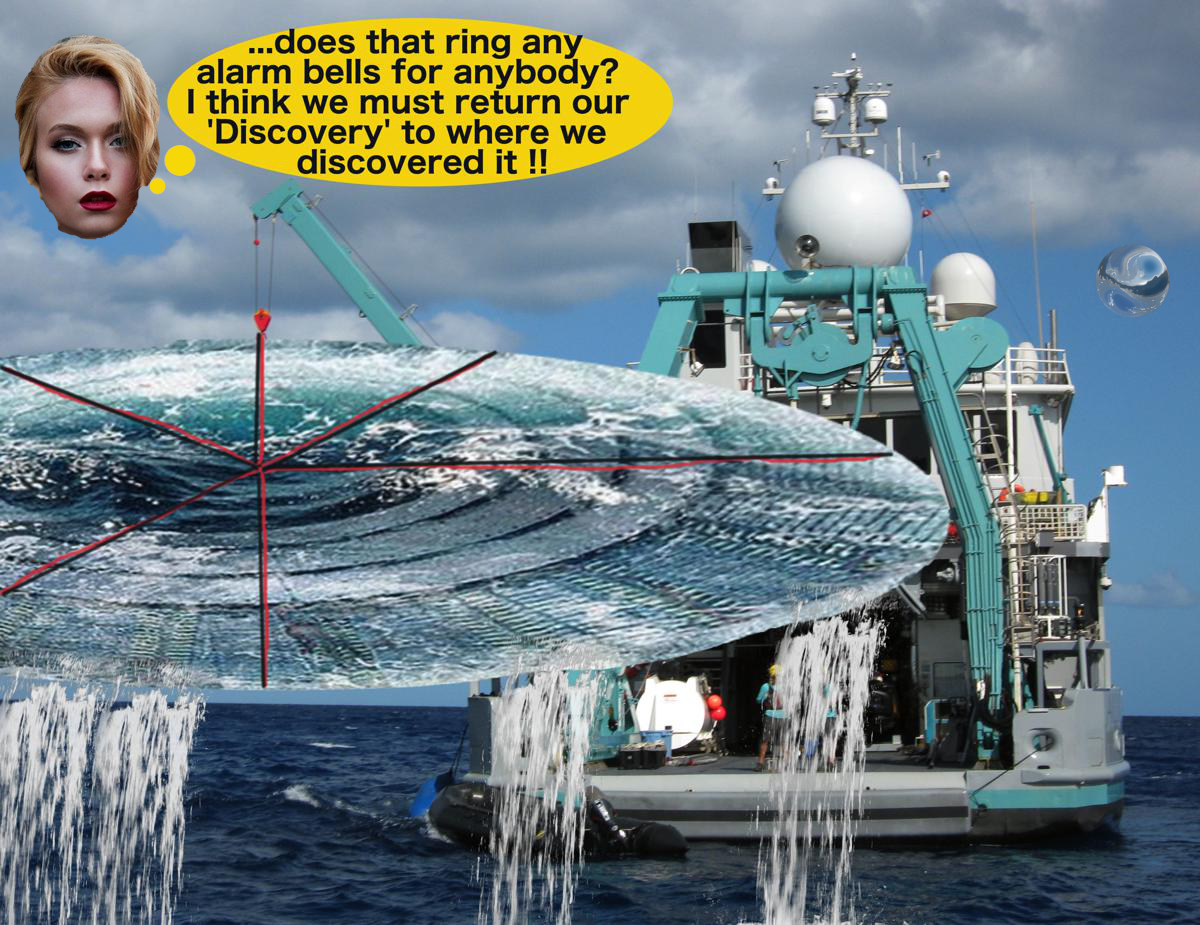 ...does that ring any
alarm bells for anybody?
I think we must return our
'Discovery' to where we
discovered it !!